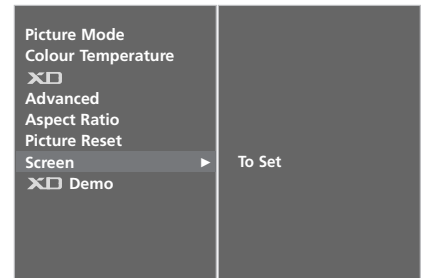 Picture Mode
Colour Temperature
XD
Advanced
Aspect Ratio
Picture Reset
Screen ► To Set
XD Demo